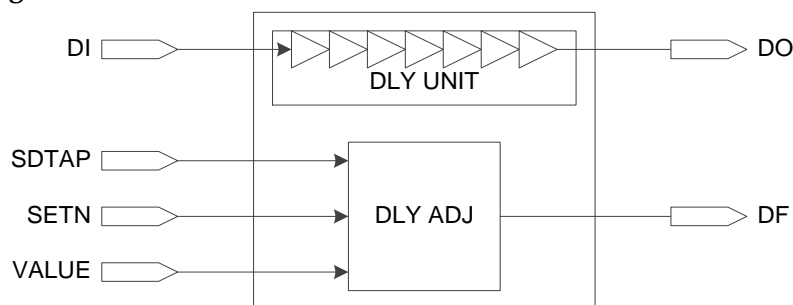 DI
DO
DLY UNIT
SDTAP
SETN
DLY ADJ
DF
VALUE